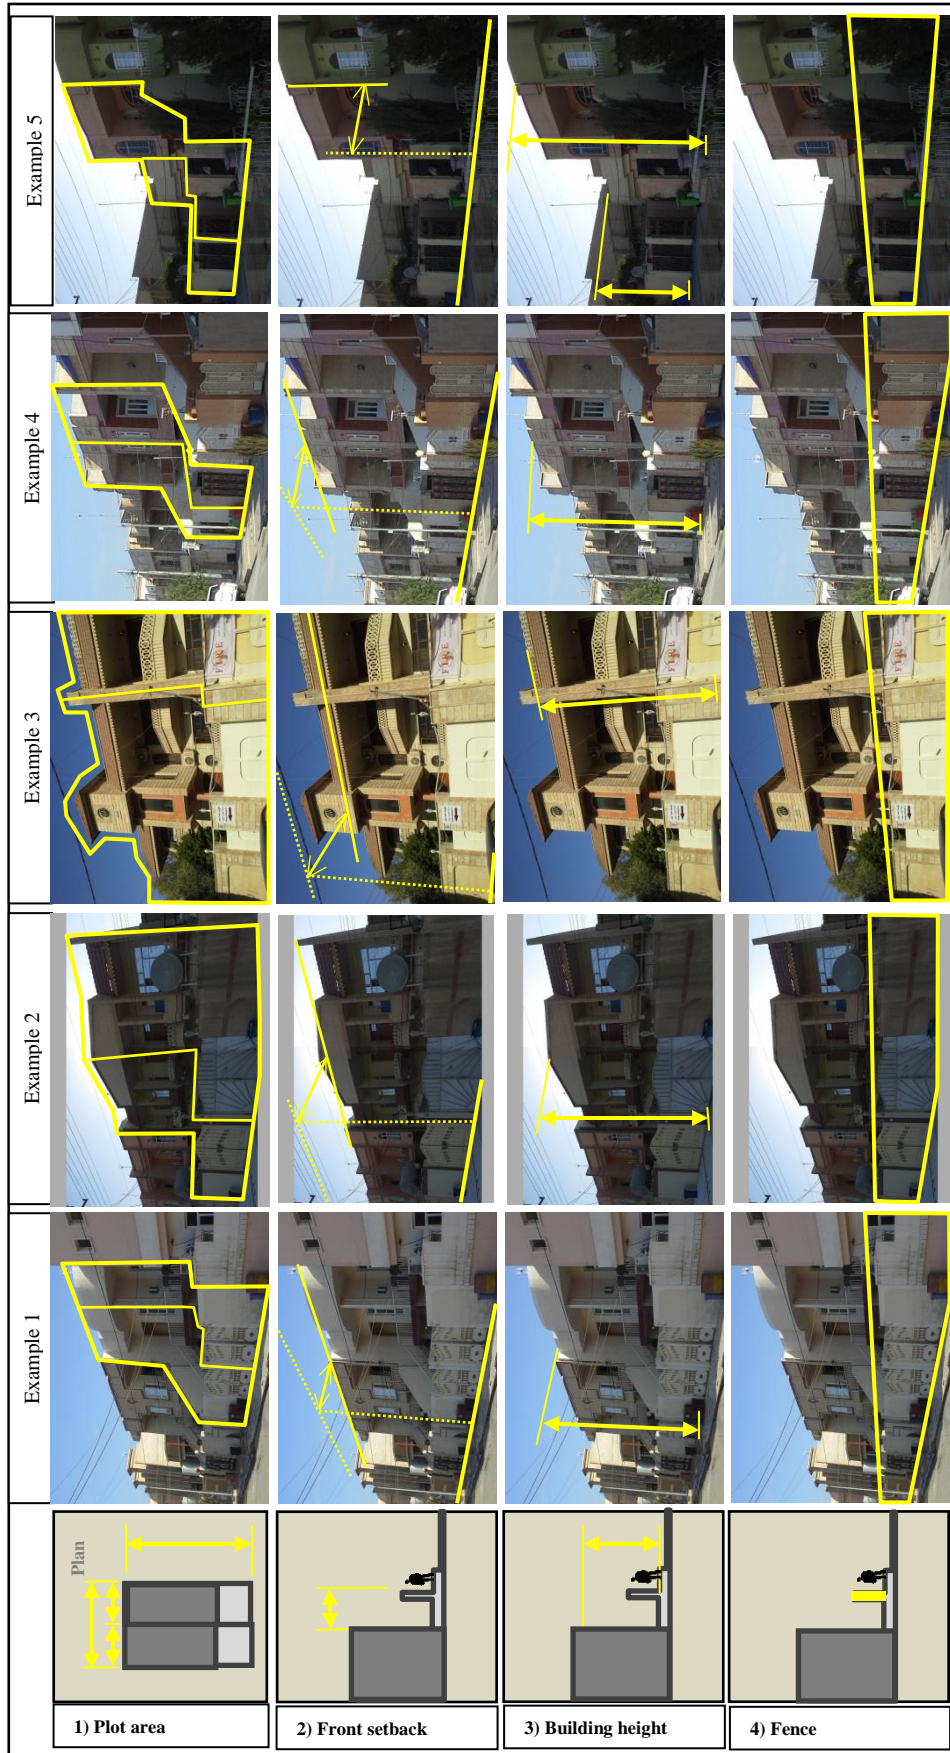 Example 1
Example 2
Example 3
Example 4
Example 5
1) Plot area
Plan
2) Front setback
3) Building height
4) Fence